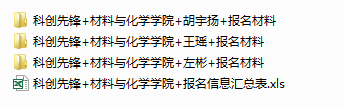 科创先锋+材料与化学学院+胡宇扬+报名材料
科创先锋+材料与化学学院+王瑶+报名材料
科创先锋+材料与化学学院+左彬+报名材料
科创先锋+材料与化学学院+报名信息汇总表.xls